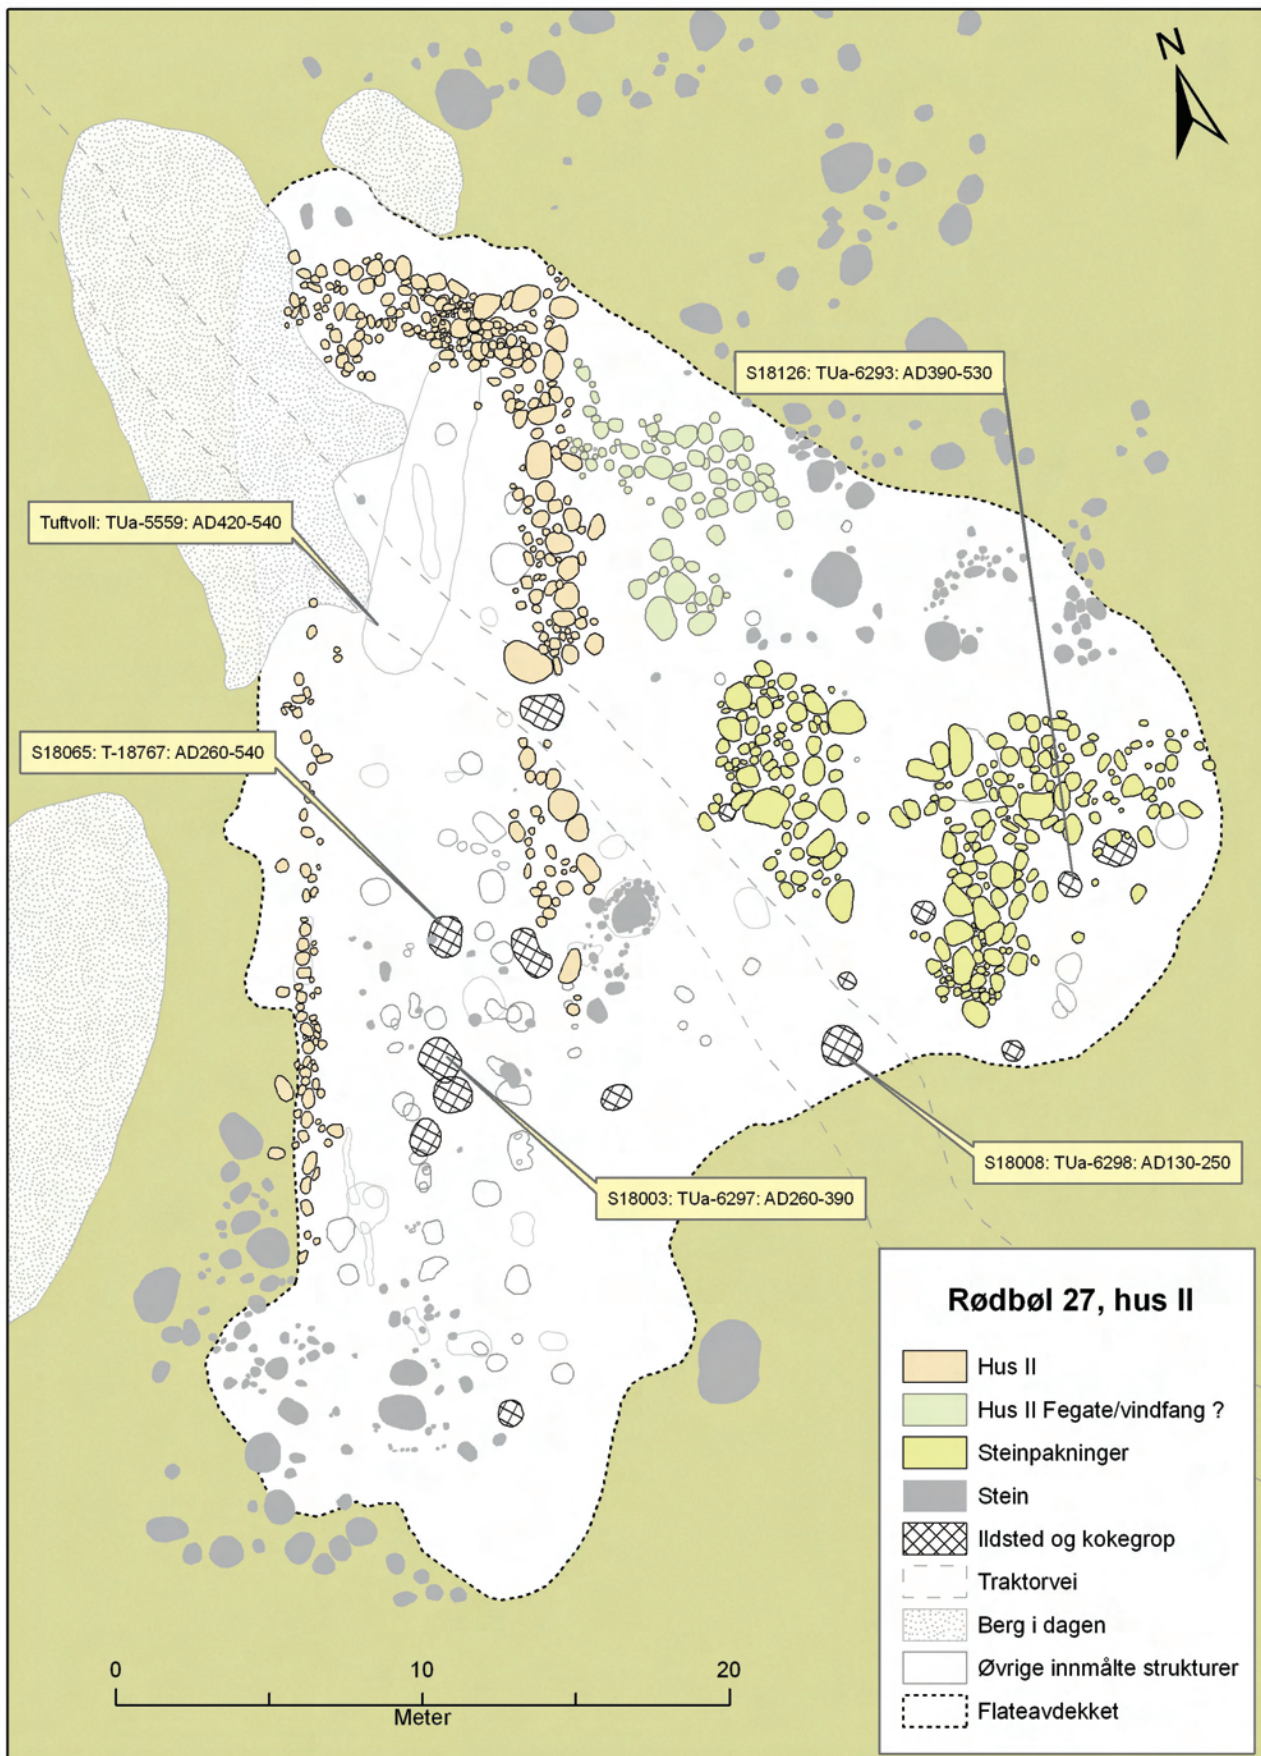 N
S18126: TUa-6293: AD390-530
Tuftvoll: TUa-5559: AD420-540
S18065: T-18767: AD260-540
S18008: TUa-6298: AD130-250
S18003: TUa-6297: AD260-390
Rødbøl 27, hus II
Hus II
Hus II Fegate/vindfang ?
Steinpakninger
Stein
Ildsted og kokegrop
Traktorvei
Berg i dagen
Øvrige innmålte strukturer
Flateavdekket
0 10 20
Meter